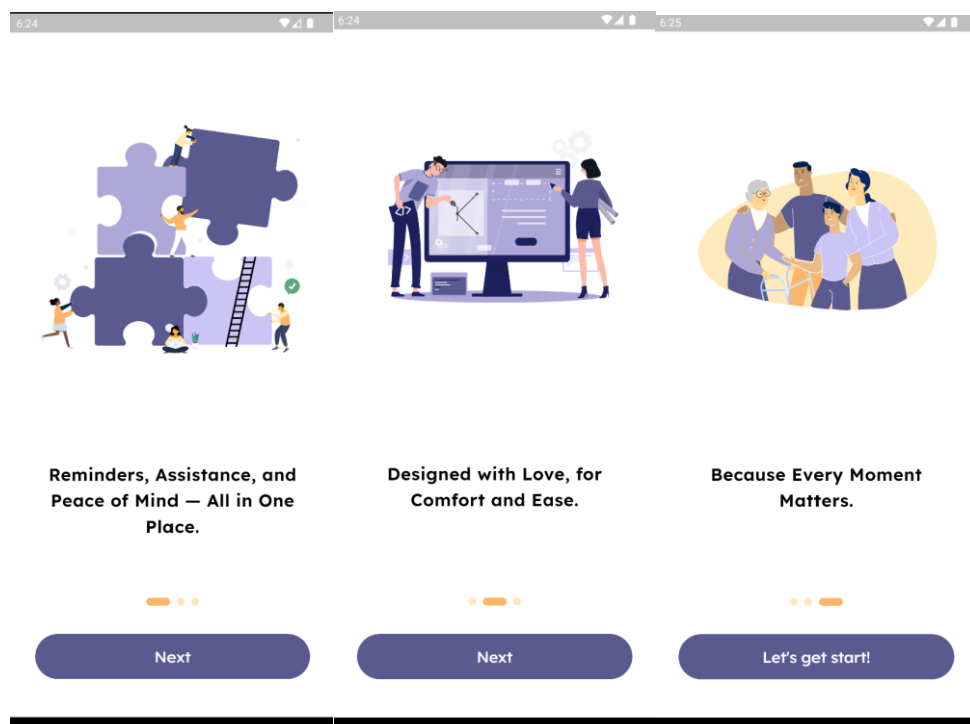 6:24
Reminders, Assistance, and
Peace of Mind — All in One
Place.
Next
6:24
Designed with Love, for
Comfort and Ease.
Next
6:25
Because Every Moment
Matters.
Let's get start!